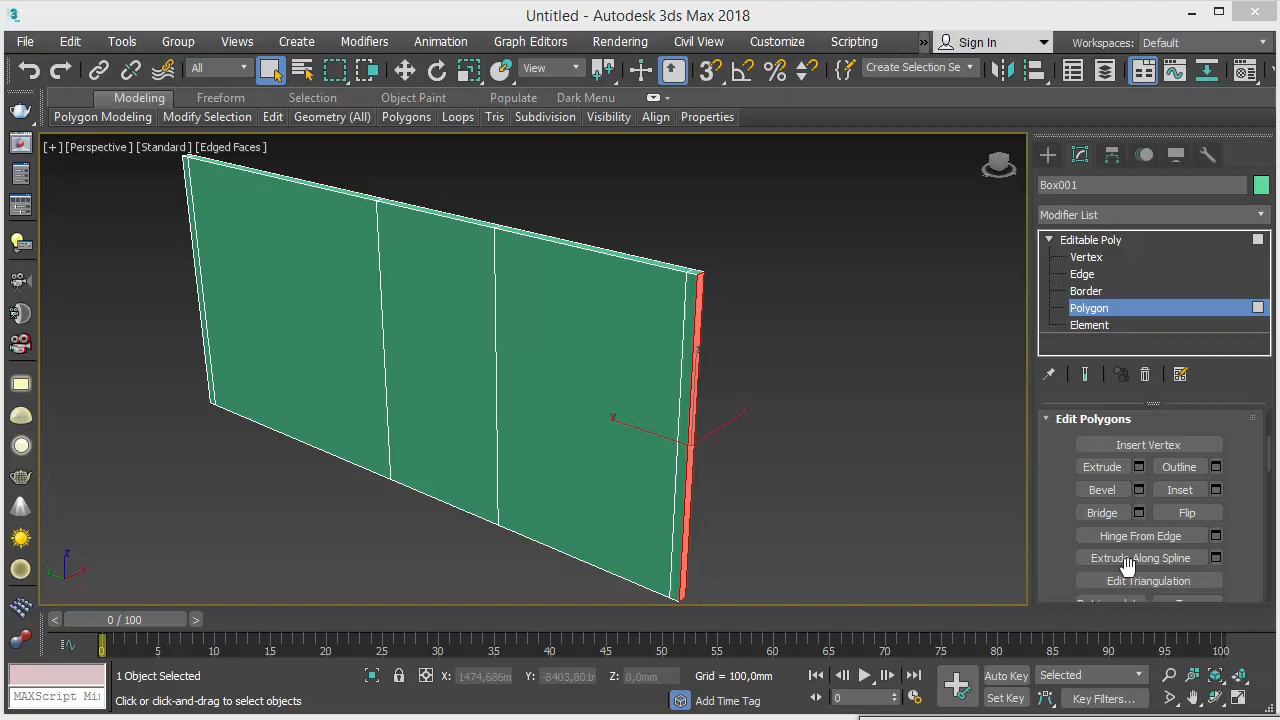 Untitled - Autodesk 3ds Max 2018
File Edit Tools Group Views Create Modifiers Animation Graph Editors Rendering Civil View Customize Scripting » Sign In Workspaces: Default
All View Create Selection Se
Modeling Freeform Selection Object Paint Populate Dark Menu
Polygon Modeling Modify Selection Edit Geometry (All) Polygons Loops Tris Subdivision Visibility Align Properties
[+] [Perspective ] [Standard ] [Edged Faces ]
Box001
Modifier List
Editable Poly
Vertex
Edge
Border
Polygon
Element
Edit Polygons
Insert Vertex
Extrude Outline
Bevel Inset
Bridge Flip
Hinge From Edge
Extrude Along Spline
Edit Triangulation
z
x
y
0 / 100
0 5 10 15 20 25 30 35 40 45 50 55 60 65 70 75 80 85 90 95 100
1 Object Selected X: 1474,686m Y: -8403,801m Z: 0,0mm Grid = 100,0mm Auto Key Selected
MAXScript Mi Click or click-and-drag to select objects Add Time Tag Set Key Key Filters... 0